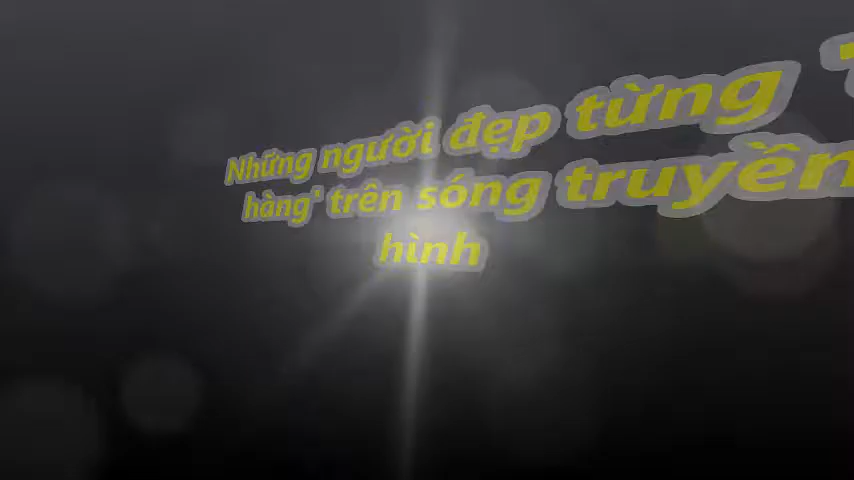 Những người đẹp từng
hàng' trên sóng truyền
hình